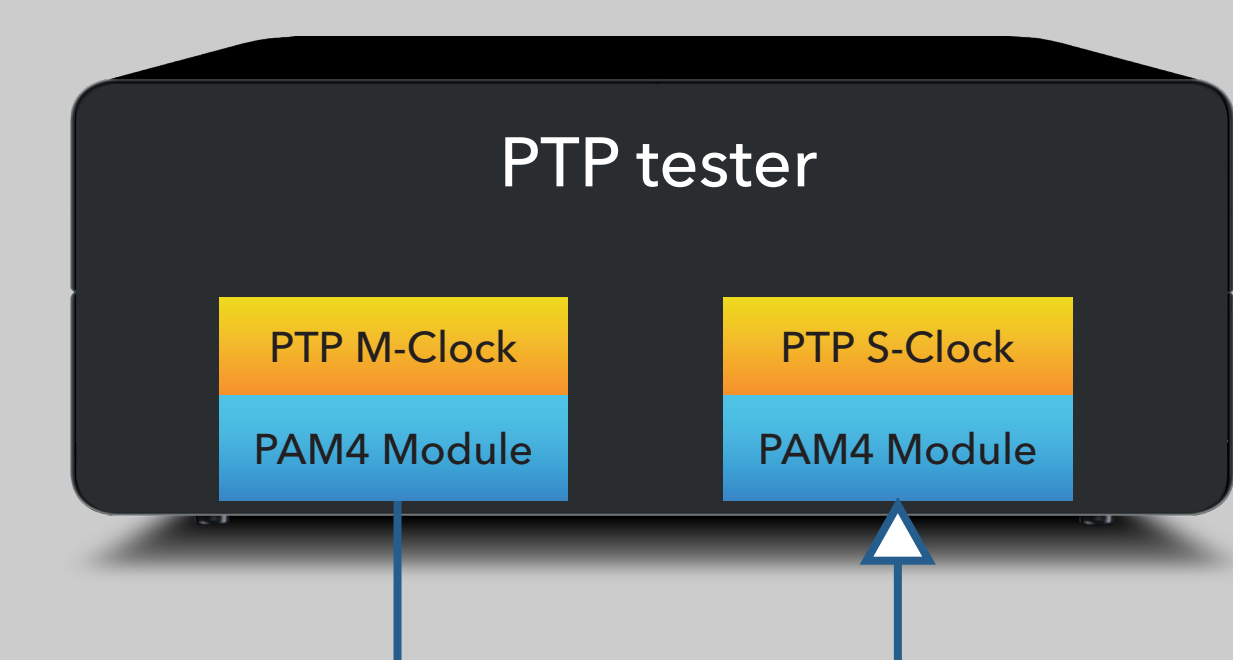 PTP tester
PTP M-Clock
PAM4 Module
PTP S-Clock
PAM4 Module